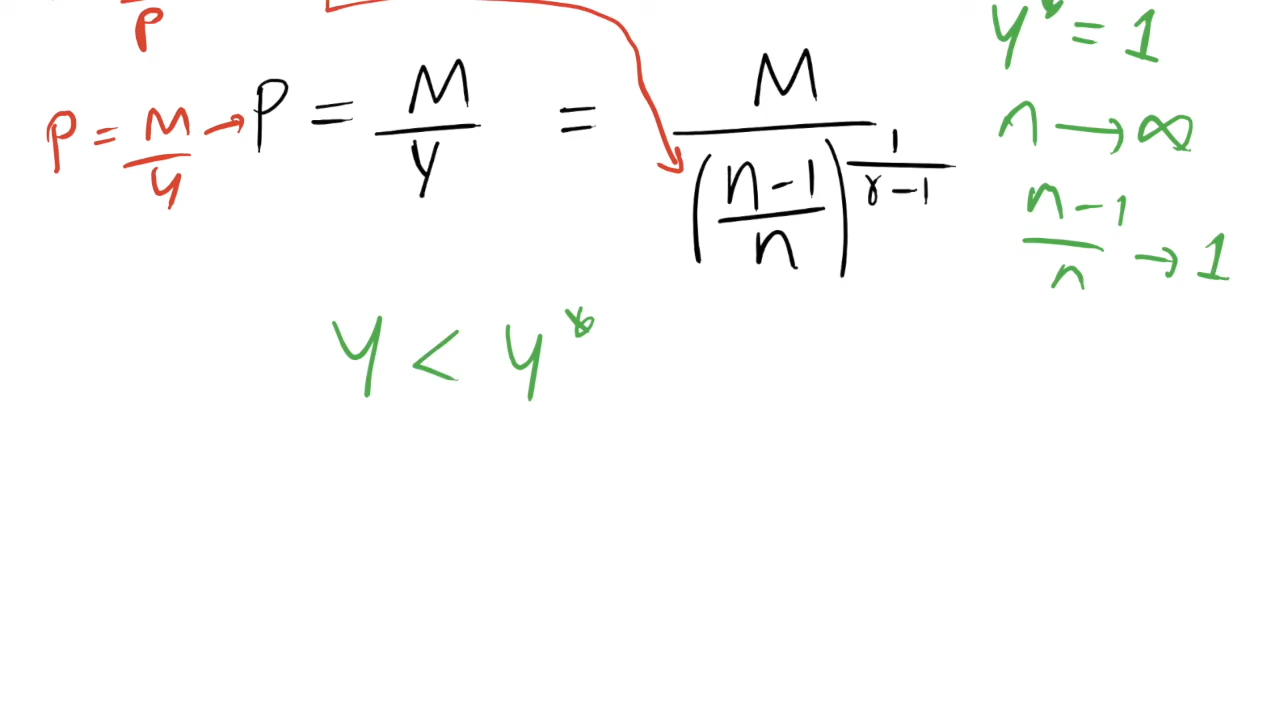 P
y* = 1
P = M/y → P = M/Y = M/((n-1)/n)^(1/(γ-1))
n → ∞
(n-1)/n → 1
Y < y*